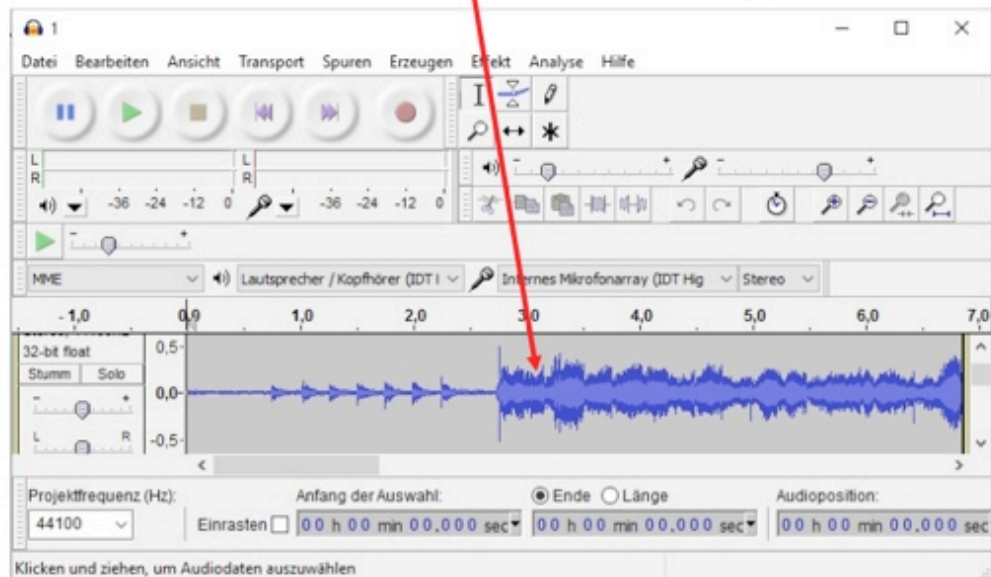 1
Datei Bearbeiten Ansicht Transport Spuren Erzeugen Effekt Analyse Hilfe
L
R
L
R
-36 -24 -12 0
-36 -24 -12 0
- +
- +
- +
MME
Lautsprecher / Kopfhörer (IDT I
Internes Mikrofonarray (IDT Hig
Stereo
-1,0 0,0 1,0 2,0 3,0 4,0 5,0 6,0 7,0
32-bit float
Stumm Solo
- +
L R
0,5-
0,0-
-0,5-
Projektfrequenz (Hz): Anfang der Auswahl: Ende Länge Audioposition:
44100 Einrasten 00 h 00 min 00.000 sec 00 h 00 min 00.000 sec 00 h 00 min 00.000 sec
Klicken und ziehen, um Audiodaten auszuwählen